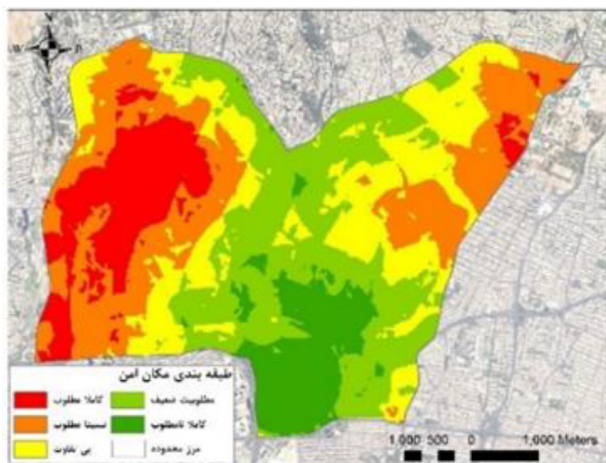 N
W
طبقه بندی مکان امن
کاملا مطلوب
مطلوبیت ضعیف
نسبتا مطلوب
کاملا نامطلوب
بی تفاوت
مرز محدوده
1,000 500 0 1,000 Meters